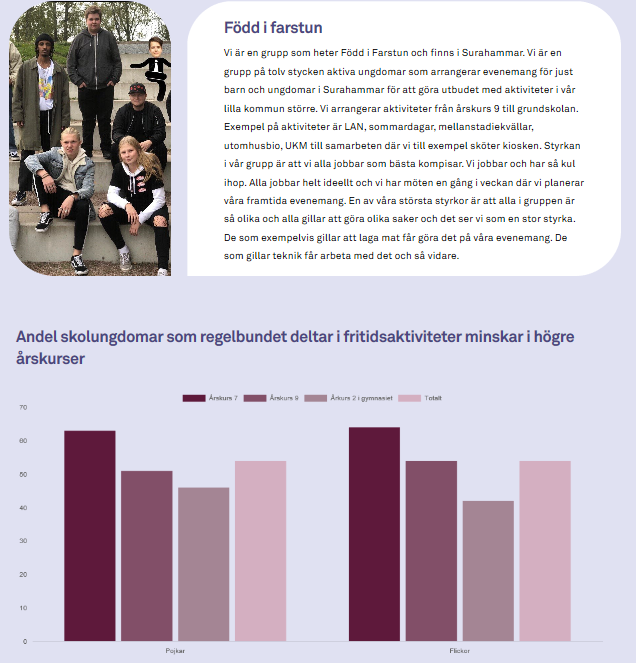 Född i farstun
Vi är en grupp som heter Född i Farstun och finns i Surahammar. Vi är en
grupp på tolv stycken aktiva ungdomar som arrangerar evenemang för just
barn och ungdomar i Surahammar för att göra utbudet med aktiviteter i vår
lilla kommun större. Vi arrangerar aktiviteter från årskurs 9 till grundskolan.
Exempel på aktiviteter är LAN, sommardagar, mellanstadiekvällar,
utomhusbio, UKM till samarbeten där vi till exempel sköter kiosken. Styrkan
i vår grupp är att vi alla jobbar som bästa kompisar. Vi jobbar och har så kul
ihop. Alla jobbar helt ideellt och vi har möten en gång i veckan där vi planerar
våra framtida evenemang. En av våra största styrkor är att alla i gruppen är
så olika och alla gillar att göra olika saker och det ser vi som en stor styrka.
De som exempelvis gillar att laga mat får göra det på våra evenemang. De
som gillar teknik får arbeta med det och så vidare.
Andel skolungdomar som regelbundet deltar i fritidsaktiviteter minskar i högre
årskurser
Årskurs 7 Årskurs 9 Årkurs 2 i gymnasiet Totalt
70
60
50
40
30
20
10
0
Pojkar Flickor